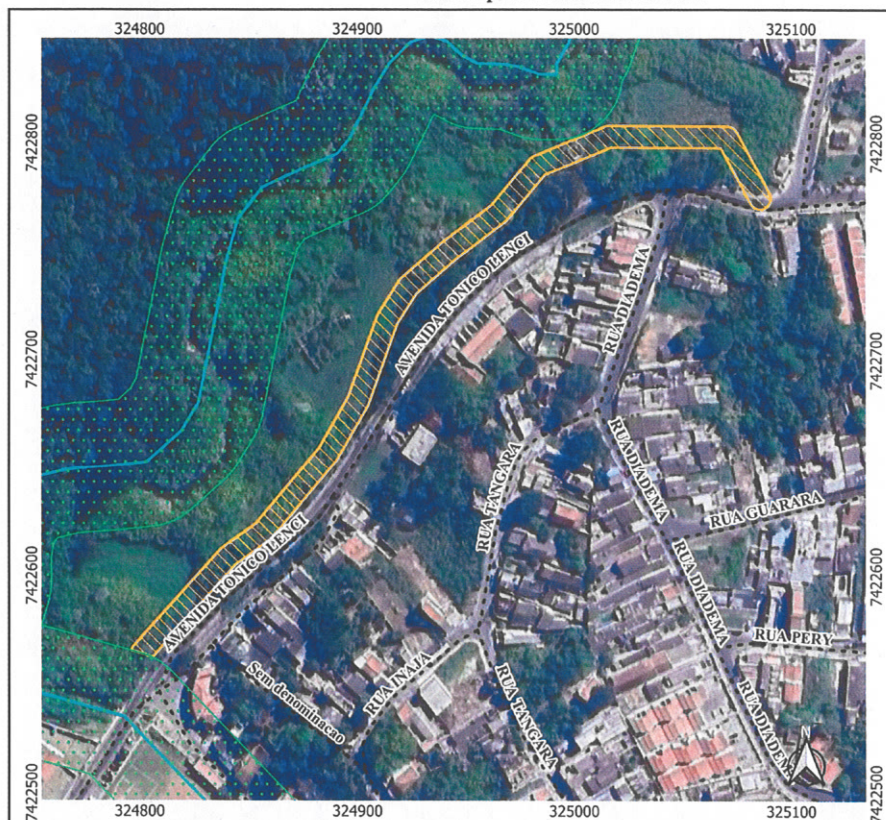 324800 324900 325000 325100
7422800 7422800
AVENIDA TONICO LENCI
RUA DIADEMA
7422700 7422700
RUA TANGARA
RUA DIADEMA
RUA GUARARA
AVENIDA TONICO LENCI
7422600 7422600
RUA DIADEMA
RUA PERY
RUA INAJA
Sem denominacao
RUA TANGARA
RUA DIADEMA
N
7422500 7422500
324800 324900 325000 325100